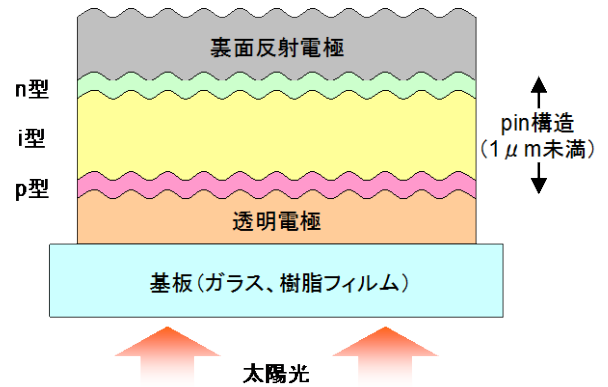 裏面反射電極
n型
i型
p型
pin構造
(1μm未満)
透明電極
基板(ガラス、樹脂フィルム)
太陽光